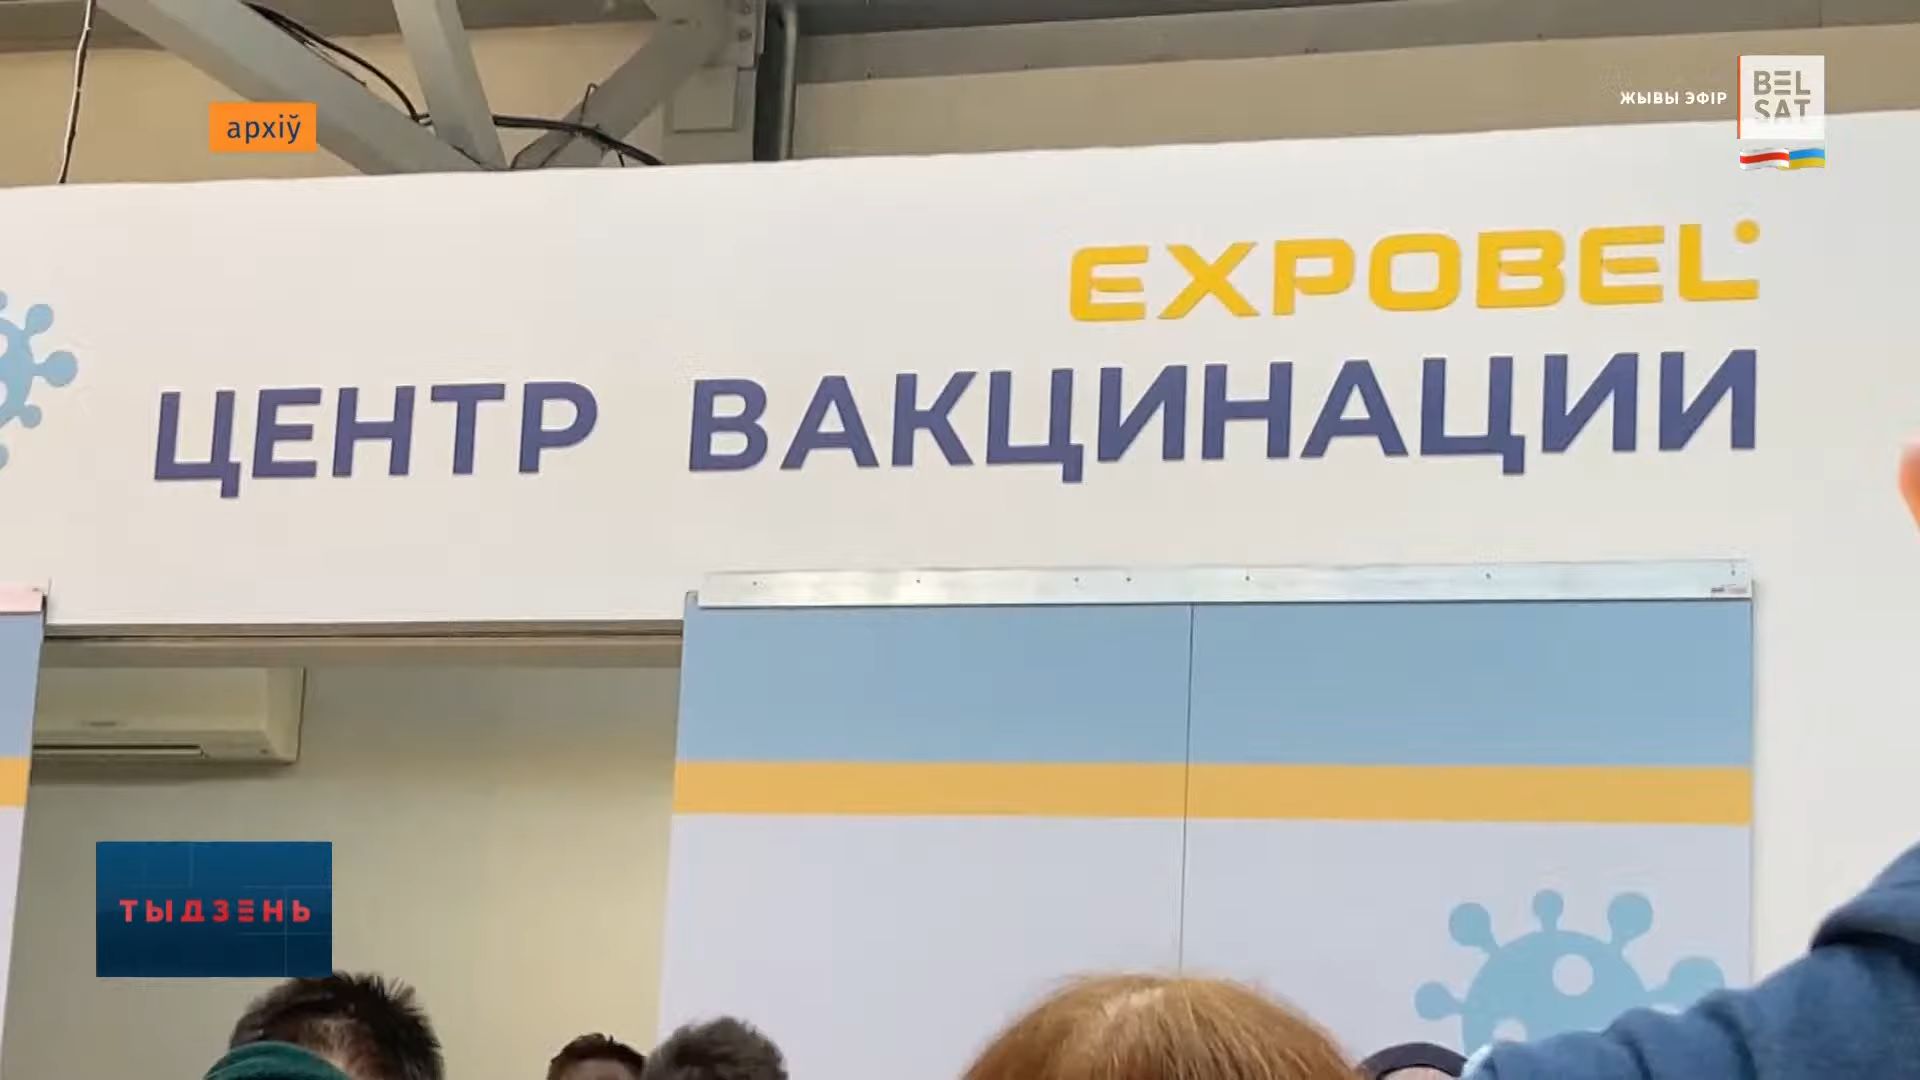 архіў
ЖЫВЫ ЭФІР
BEL
SAT
EXPOBEL
ЦЕНТР ВАКЦИНАЦИИ
ТЫДЗЕНЬ